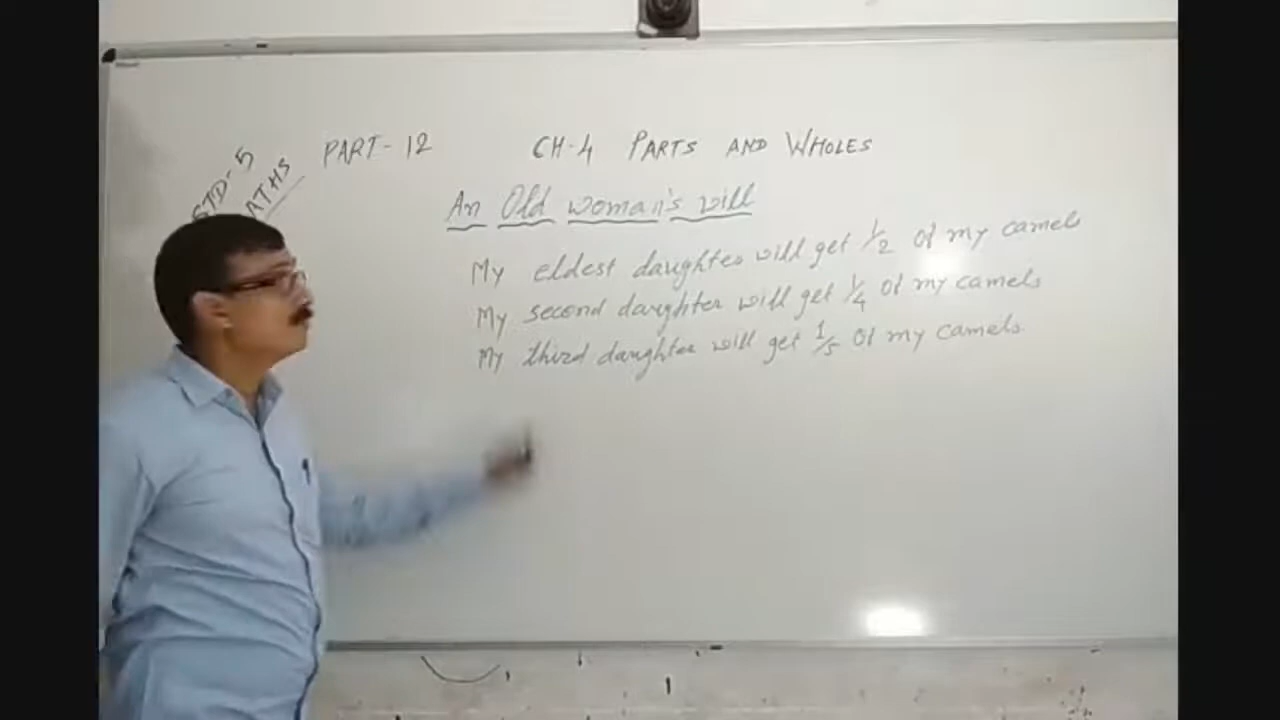 STD-5
ATHS
PART-12
CH-4 PARTS AND WHOLES
An Old woman's will
My eldest daughter will get 1/2 of my camels
My second daughter will get 1/4 of my camels
My third daughter will get 1/5 of my camels